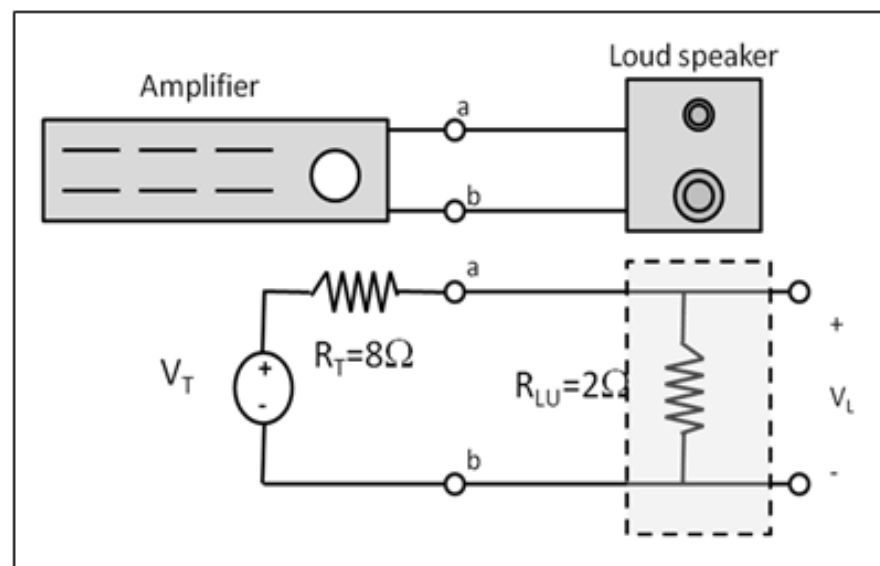 Loud speaker
Amplifier
a
b
a
R_T=8Ω
V_T
+
-
R_LU=2Ω
+
V_L
-
b